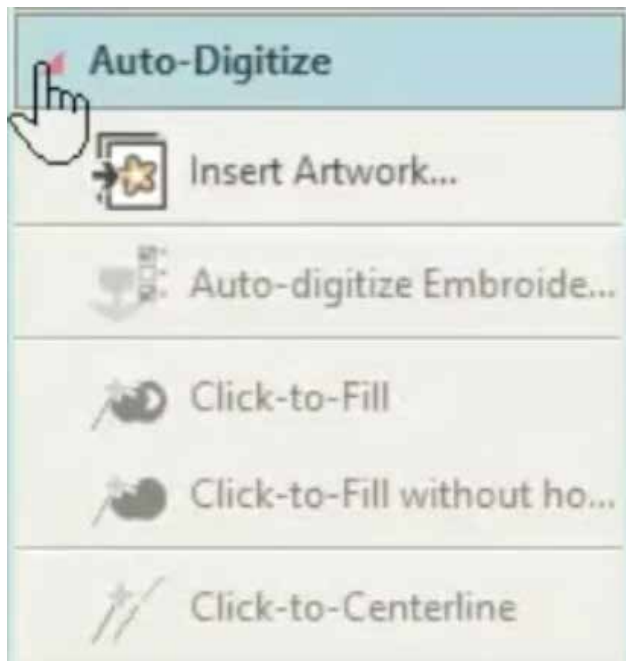 Auto-Digitize
Insert Artwork...
Auto-digitize Embroide...
Click-to-Fill
Click-to-Fill without ho...
Click-to-Centerline